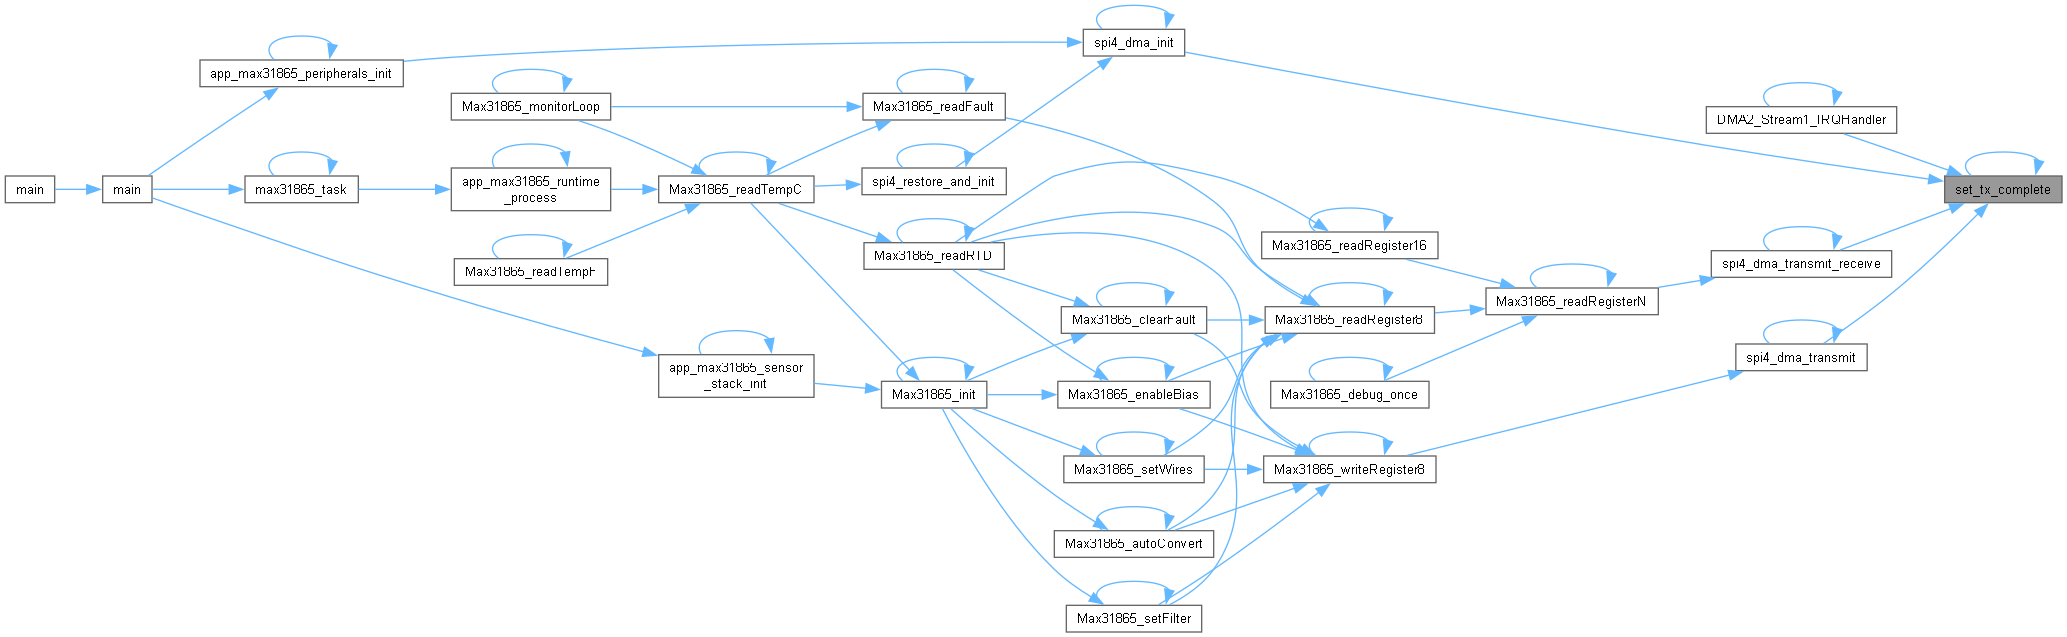 main
main
app_max31865_peripherals_init
max31865_task
Max31865_monitorLoop
app_max31865_runtime
_process
Max31865_readTempF
app_max31865_sensor
_stack_init
Max31865_readTempC
spi4_dma_init
Max31865_readFault
spi4_restore_and_init
Max31865_readRTD
Max31865_init
Max31865_clearFault
Max31865_enableBias
Max31865_setWires
Max31865_autoConvert
Max31865_setFilter
Max31865_readRegister16
Max31865_readRegister8
Max31865_debug_once
Max31865_writeRegister8
Max31865_readRegisterN
DMA2_Stream1_IRQHandler
spi4_dma_transmit_receive
spi4_dma_transmit
set_tx_complete